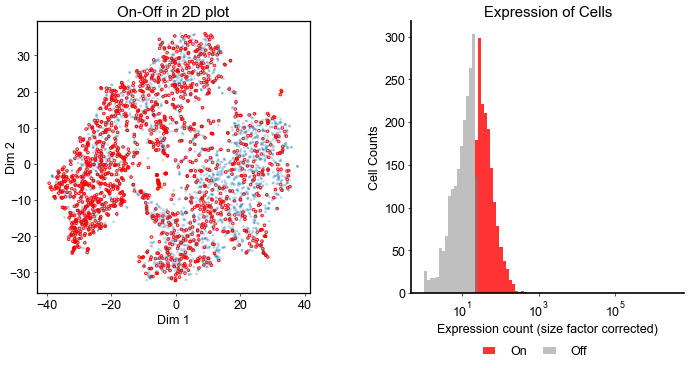 On-Off in 2D plot
Dim 2
30
20
10
0
−10
−20
−30
−40 −20 0 20 40
Dim 1
Expression of Cells
Cell Counts
300
250
200
150
100
50
0
10^1 10^3 10^5
Expression count (size factor corrected)
On Off